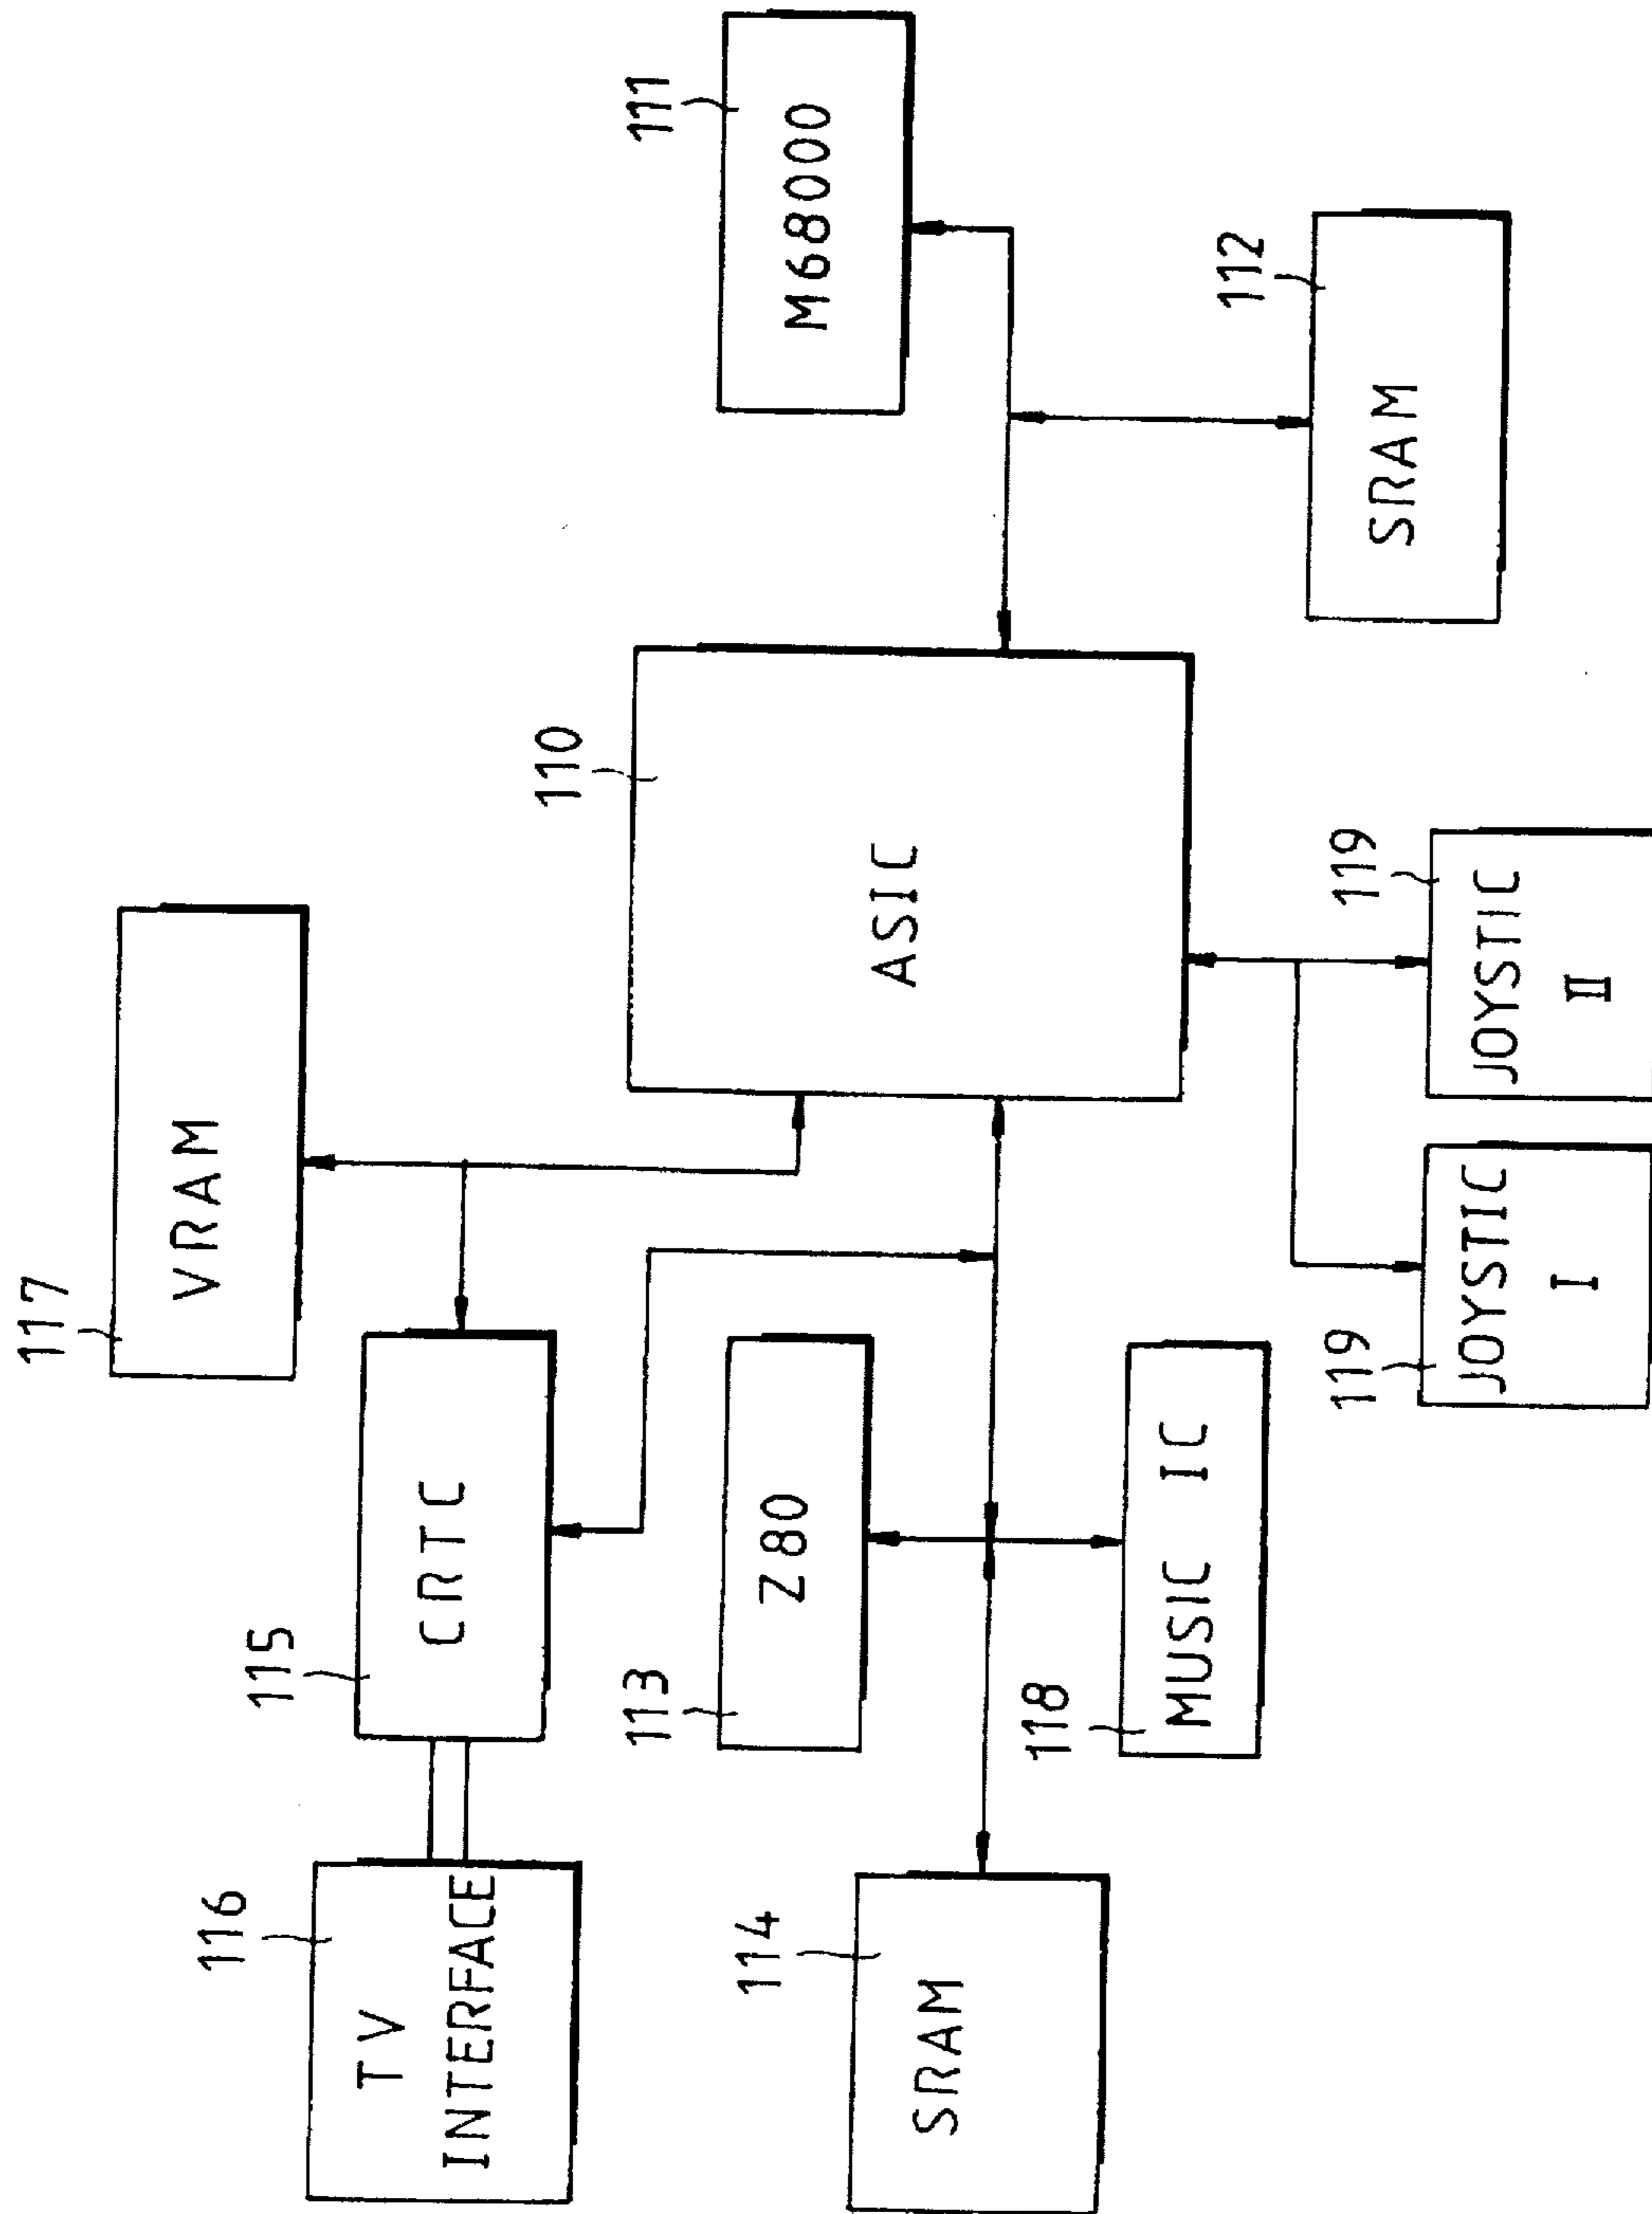 116
TV
INTERFACE
115
CRTC
117
VRAM
114
SRAM
113
Z80
118
MUSIC IC
110
ASIC
111
M68000
112
SRAM
119
JOYSTIC
I
119
JOYSTIC
II